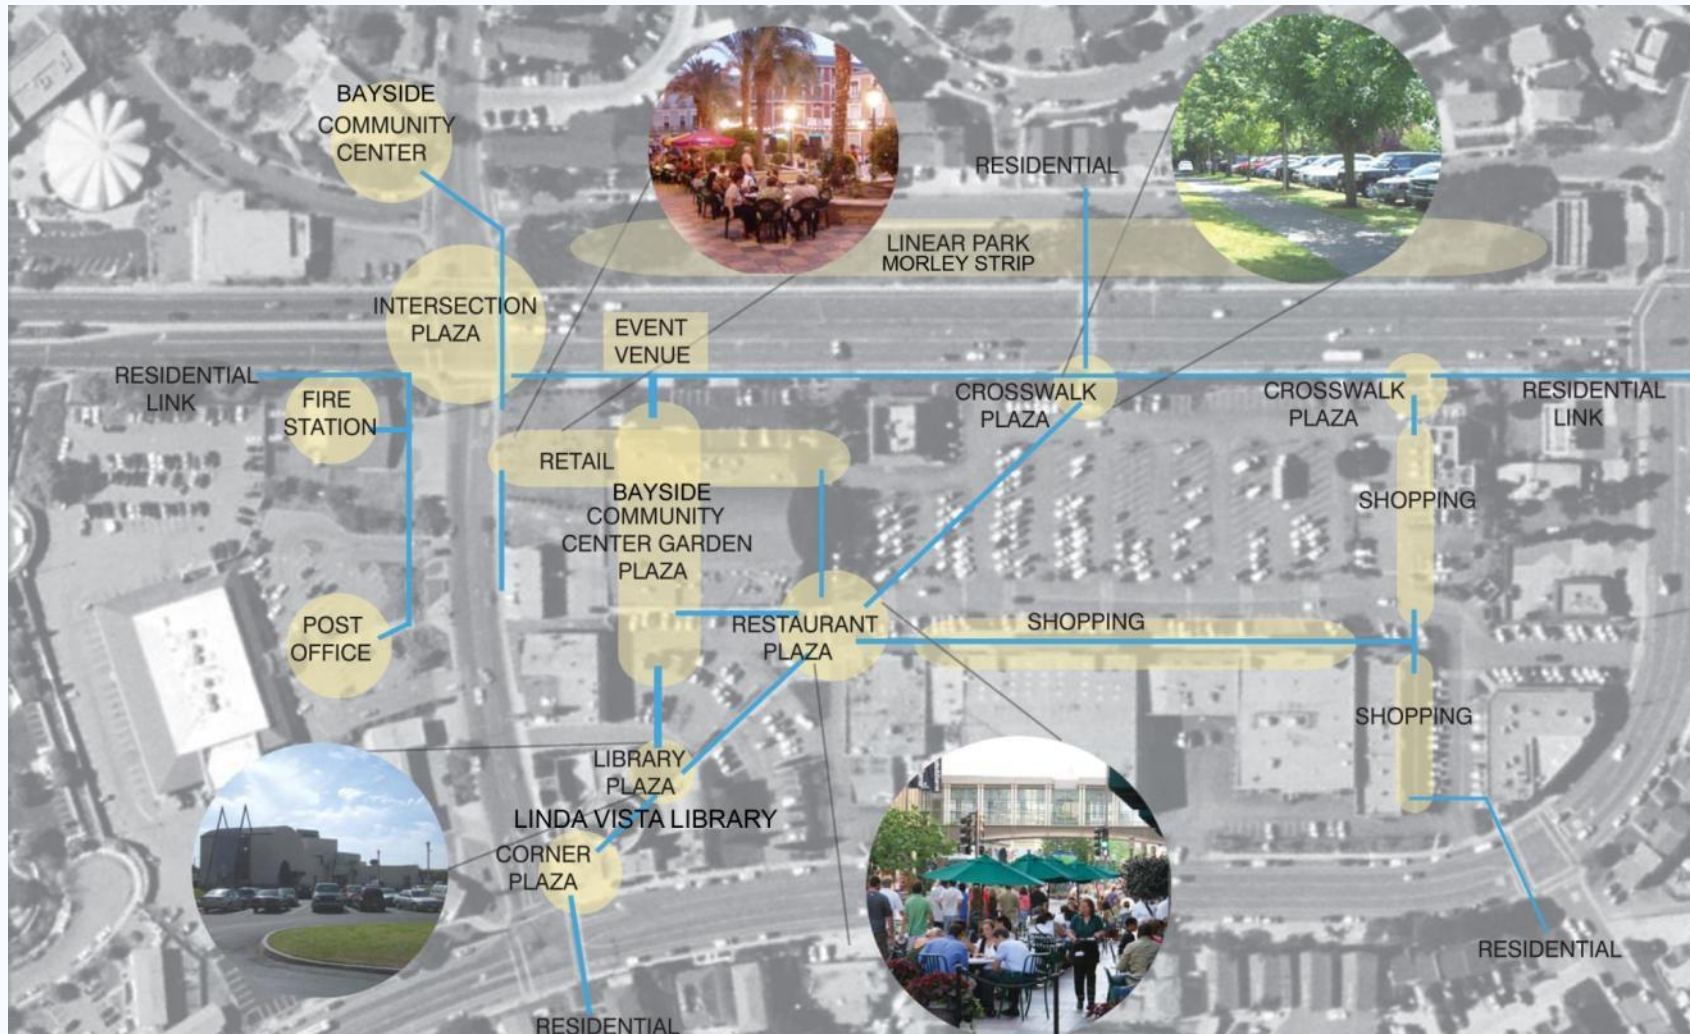 BAYSIDE
COMMUNITY
CENTER
RESIDENTIAL
LINEAR PARK
MORLEY STRIP
INTERSECTION
PLAZA
EVENT
VENUE
RESIDENTIAL
LINK
FIRE
STATION
CROSSWALK
PLAZA
CROSSWALK
PLAZA
RESIDENTIAL
LINK
RETAIL
BAYSIDE
COMMUNITY
CENTER GARDEN
PLAZA
SHOPPING
POST
OFFICE
RESTAURANT
PLAZA
SHOPPING
SHOPPING
LIBRARY
PLAZA
LINDA VISTA LIBRARY
CORNER
PLAZA
RESIDENTIAL
RESIDENTIAL